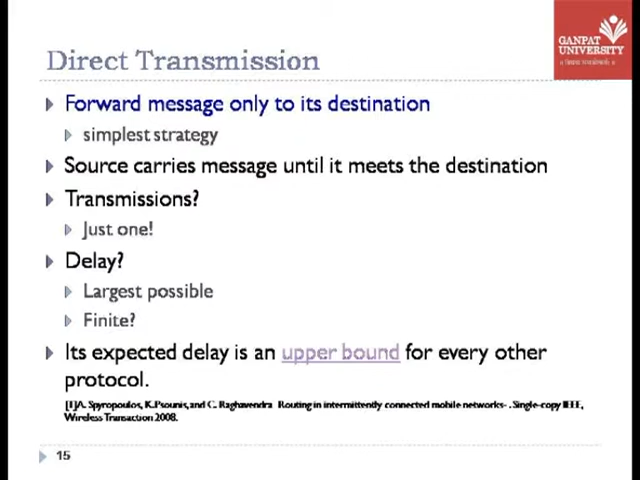 Direct Transmission
GANPAT
UNIVERSITY
Forward message only to its destination
simplest strategy
Source carries message until it meets the destination
Transmissions?
Just one!
Delay?
Largest possible
Finite?
Its expected delay is an upper bound for every other
protocol.
[1]A. Spyropoulos, K.Psounis, and C. Raghavendra Routing in intermittently connected mobile networks- . Single-copy IEEE,
Wireless Transaction 2008.
15